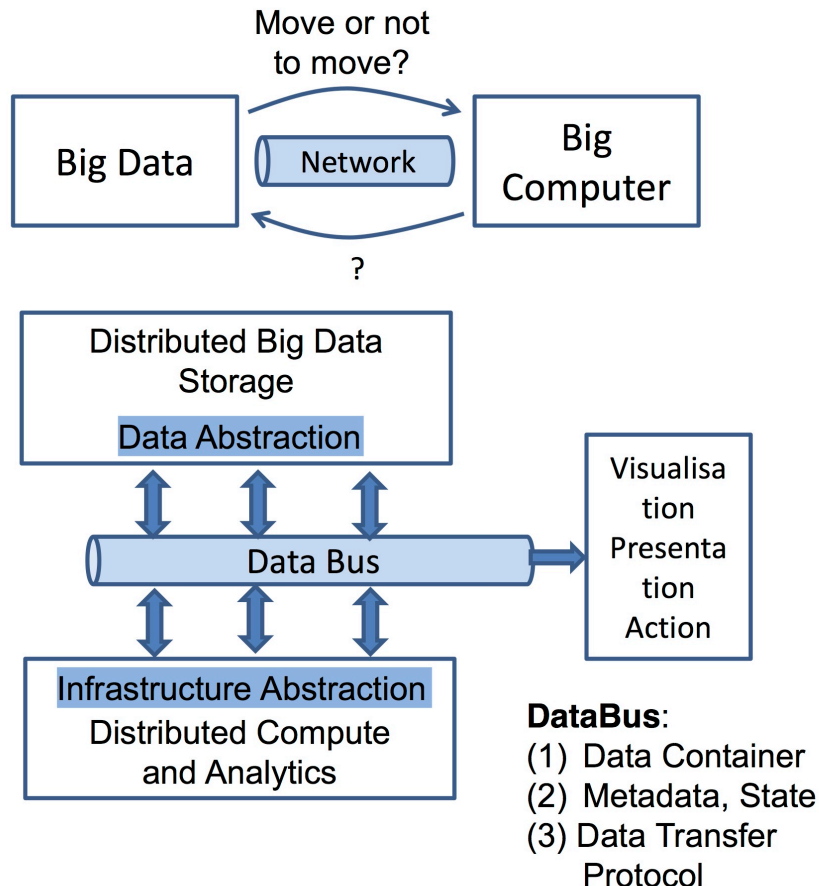 Move or not
to move?
Big Data
Network
Big
Computer
?
Distributed Big Data
Storage
Data Abstraction
Data Bus
Visualisa
tion
Presenta
tion
Action
Infrastructure Abstraction
Distributed Compute
and Analytics
DataBus:
(1) Data Container
(2) Metadata, State
(3) Data Transfer
Protocol